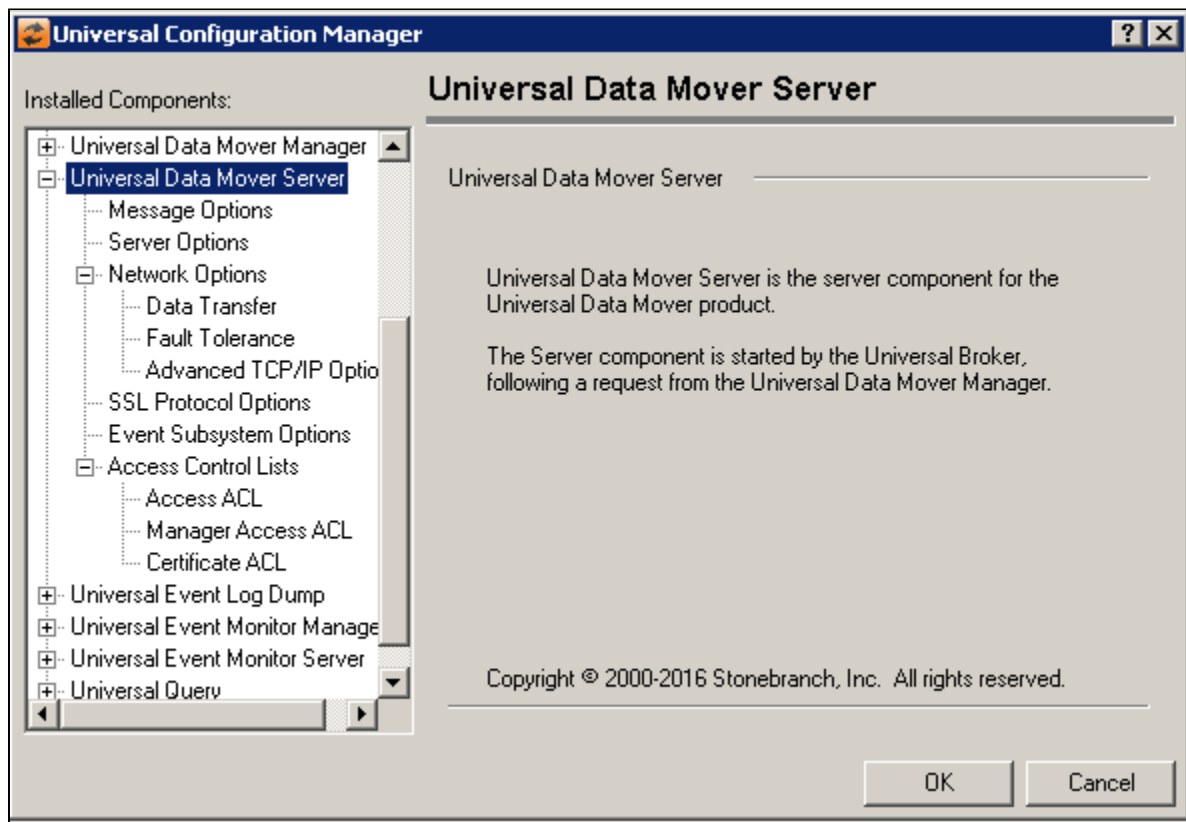 Universal Configuration Manager
Installed Components:
Universal Data Mover Manager
Universal Data Mover Server
Message Options
Server Options
Network Options
Data Transfer
Fault Tolerance
Advanced TCP/IP Optio
SSL Protocol Options
Event Subsystem Options
Access Control Lists
Access ACL
Manager Access ACL
Certificate ACL
Universal Event Log Dump
Universal Event Monitor Manage
Universal Event Monitor Server
Universal Query
Universal Data Mover Server
Universal Data Mover Server
Universal Data Mover Server is the server component for the
Universal Data Mover product.
The Server component is started by the Universal Broker,
following a request from the Universal Data Mover Manager.
Copyright © 2000-2016 Stonebranch, Inc. All rights reserved.
OK Cancel